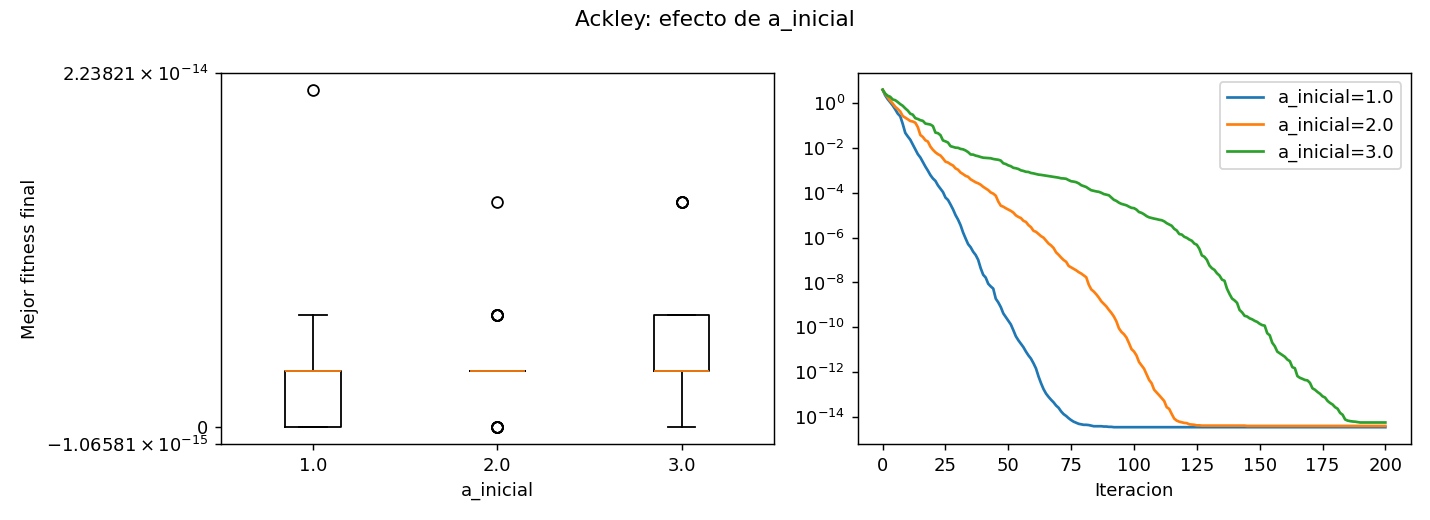 Ackley: efecto de a_inicial
Mejor fitness final
2.23821 × 10⁻¹⁴
0
−1.06581 × 10⁻¹⁵
1.0 2.0 3.0
a_inicial
a_inicial=1.0
a_inicial=2.0
a_inicial=3.0
10⁰
10⁻²
10⁻⁴
10⁻⁶
10⁻⁸
10⁻¹⁰
10⁻¹²
10⁻¹⁴
0 25 50 75 100 125 150 175 200
Iteracion